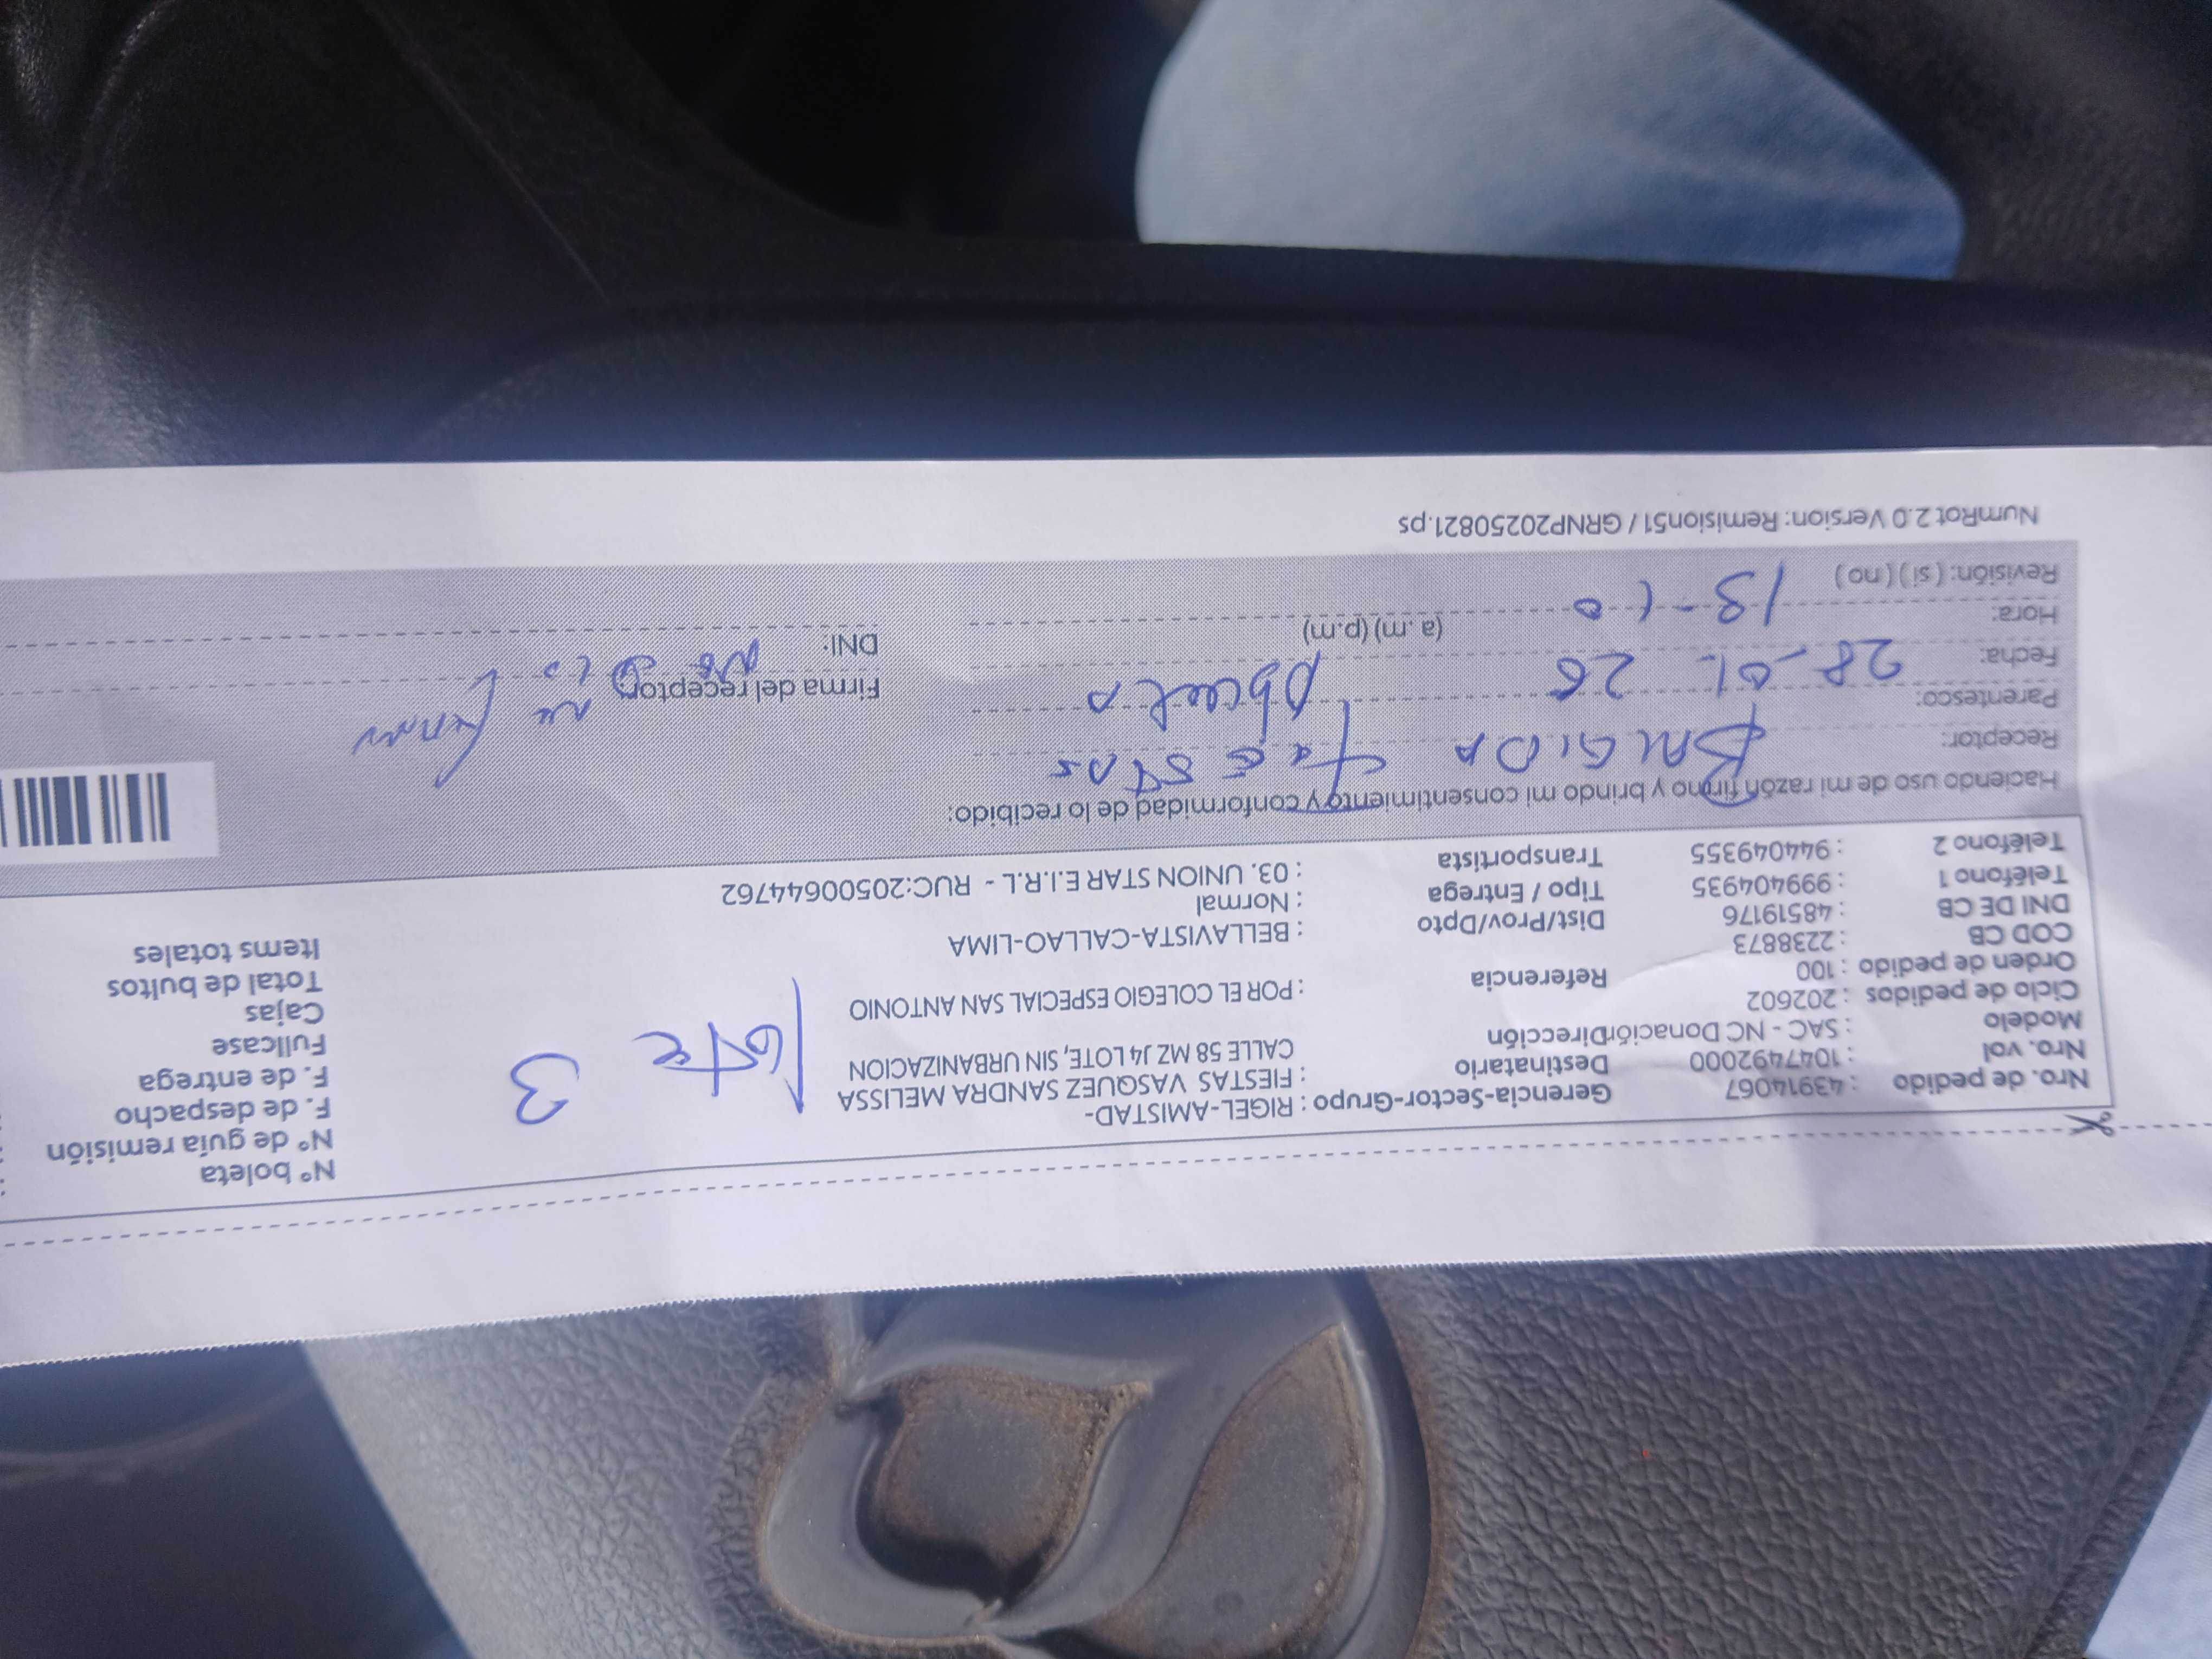 Nº boleta :
Nº de guía remisión :
F. de despacho
F. de entrega
Fullcase
Cajas
Total de bultos
Items totales
Nro. de pedido : 43914067
Nro. vol : 10474492000
Modelo : SAC - NC Donación
Ciclo de pedidos : 202602
Orden de pedido : 100
COD CB : 2238873
DNI DE CB : 48519176
Teléfono 1 : 999404935
Teléfono 2 : 944049355
Gerencia-Sector-Grupo : RIGEL-AMISTAD-
Destinatario : FIESTAS VASQUEZ SANDRA MELISSA
Dirección CALLE 58 MZ J4 LOTE, SIN URBANIZACION
lote 3
Referencia : POR EL COLEGIO ESPECIAL SAN ANTONIO
Dist/Prov/Dpto : BELLAVISTA-CALLAO-LIMA
Tipo / Entrega : Normal
Transportista : 03. UNION STAR E.I.R.L - RUC:20500644762
Haciendo uso de mi razón firmo y brindo mi consentimiento y conformidad de lo recibido:
Receptor:
Parentesco:
Fecha: 28-01-26
Hora: (a.m) (p.m)
Revisión: (si) (no) 13-10
Firma del receptor
DNI:
NumRot 2.0 Version: Remision51 / GRNP20250821.ps